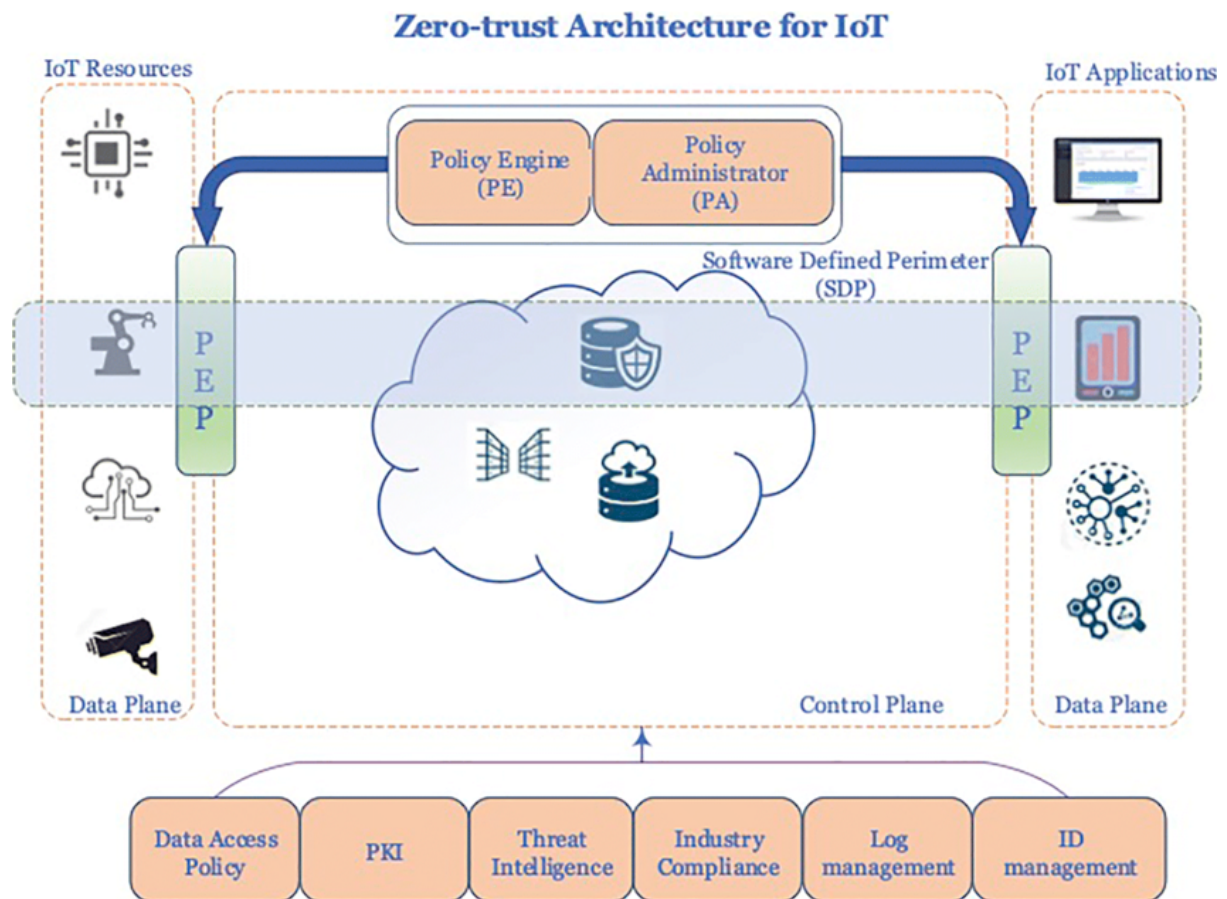 Zero-trust Architecture for IoT
IoT Resources
IoT Applications
Policy Engine
(PE)
Policy
Administrator
(PA)
Software Defined Perimeter
(SDP)
P
E
P
P
E
P
Data Plane
Control Plane
Data Plane
Data Access
Policy
PKI
Threat
Intelligence
Industry
Compliance
Log
management
ID
management